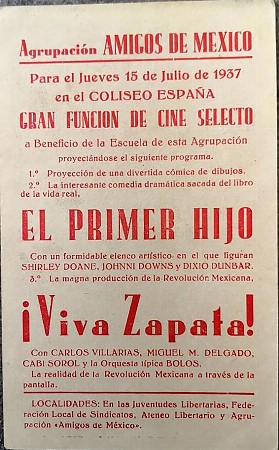 Agrupación AMIGOS DE MEXICO
Para el Jueves 15 de Julio de 1937
en el COLISEO ESPAÑA
GRAN FUNCION DE CINE SELECTO
a Beneficio de la Escuela de esta Agrupación
proyectándose el siguiente programa.
1.º Proyección de una divertida cómica de dibujos.
2.º La interesante comedia dramática sacada del libro
de la vida real,
EL PRIMER HIJO
Con un formidable elenco artístico en el que figuran
SHIRLEY DOANE, JOHNNI DOWNS y DIXIO DUNBAR.
3.º La magna producción de la Revolución Mexicana.
¡Viva Zapata!
Con CARLOS VILLARIAS, MIGUEL M. DELGADO,
CABI SOROL y la Orquesta típica BOLOS.
La realidad de la Revolución Mexicana a través de la
pantalla.
LOCALIDADES: En las Juventudes Libertarias, Fede-
ración Local de Sindicatos, Ateneo Libertario y Agru-
pación «Amigos de México».